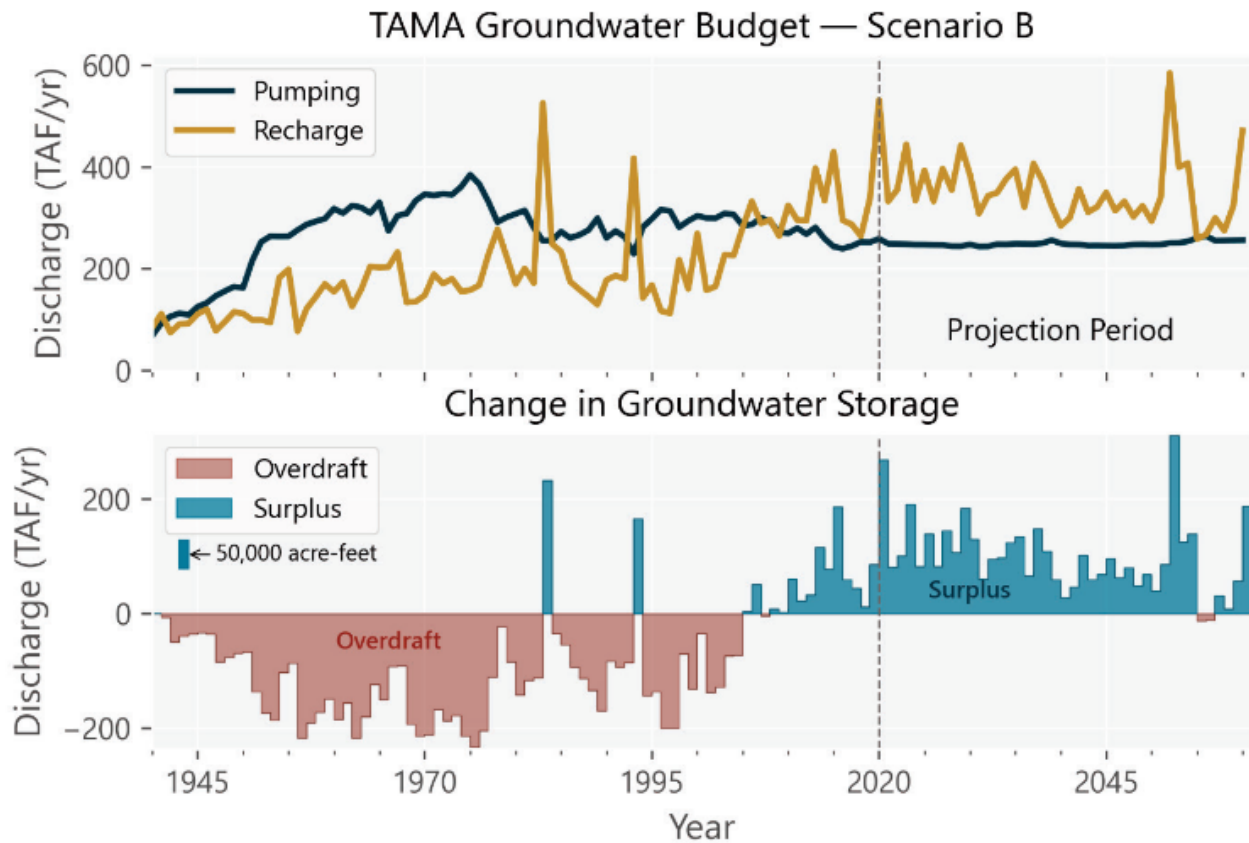 TAMA Groundwater Budget — Scenario B
Discharge (TAF/yr)
600
400
200
0
Pumping
Recharge
Projection Period
Change in Groundwater Storage
Discharge (TAF/yr)
200
0
−200
Overdraft
Surplus
← 50,000 acre-feet
Overdraft
Surplus
1945 1970 1995 2020 2045
Year